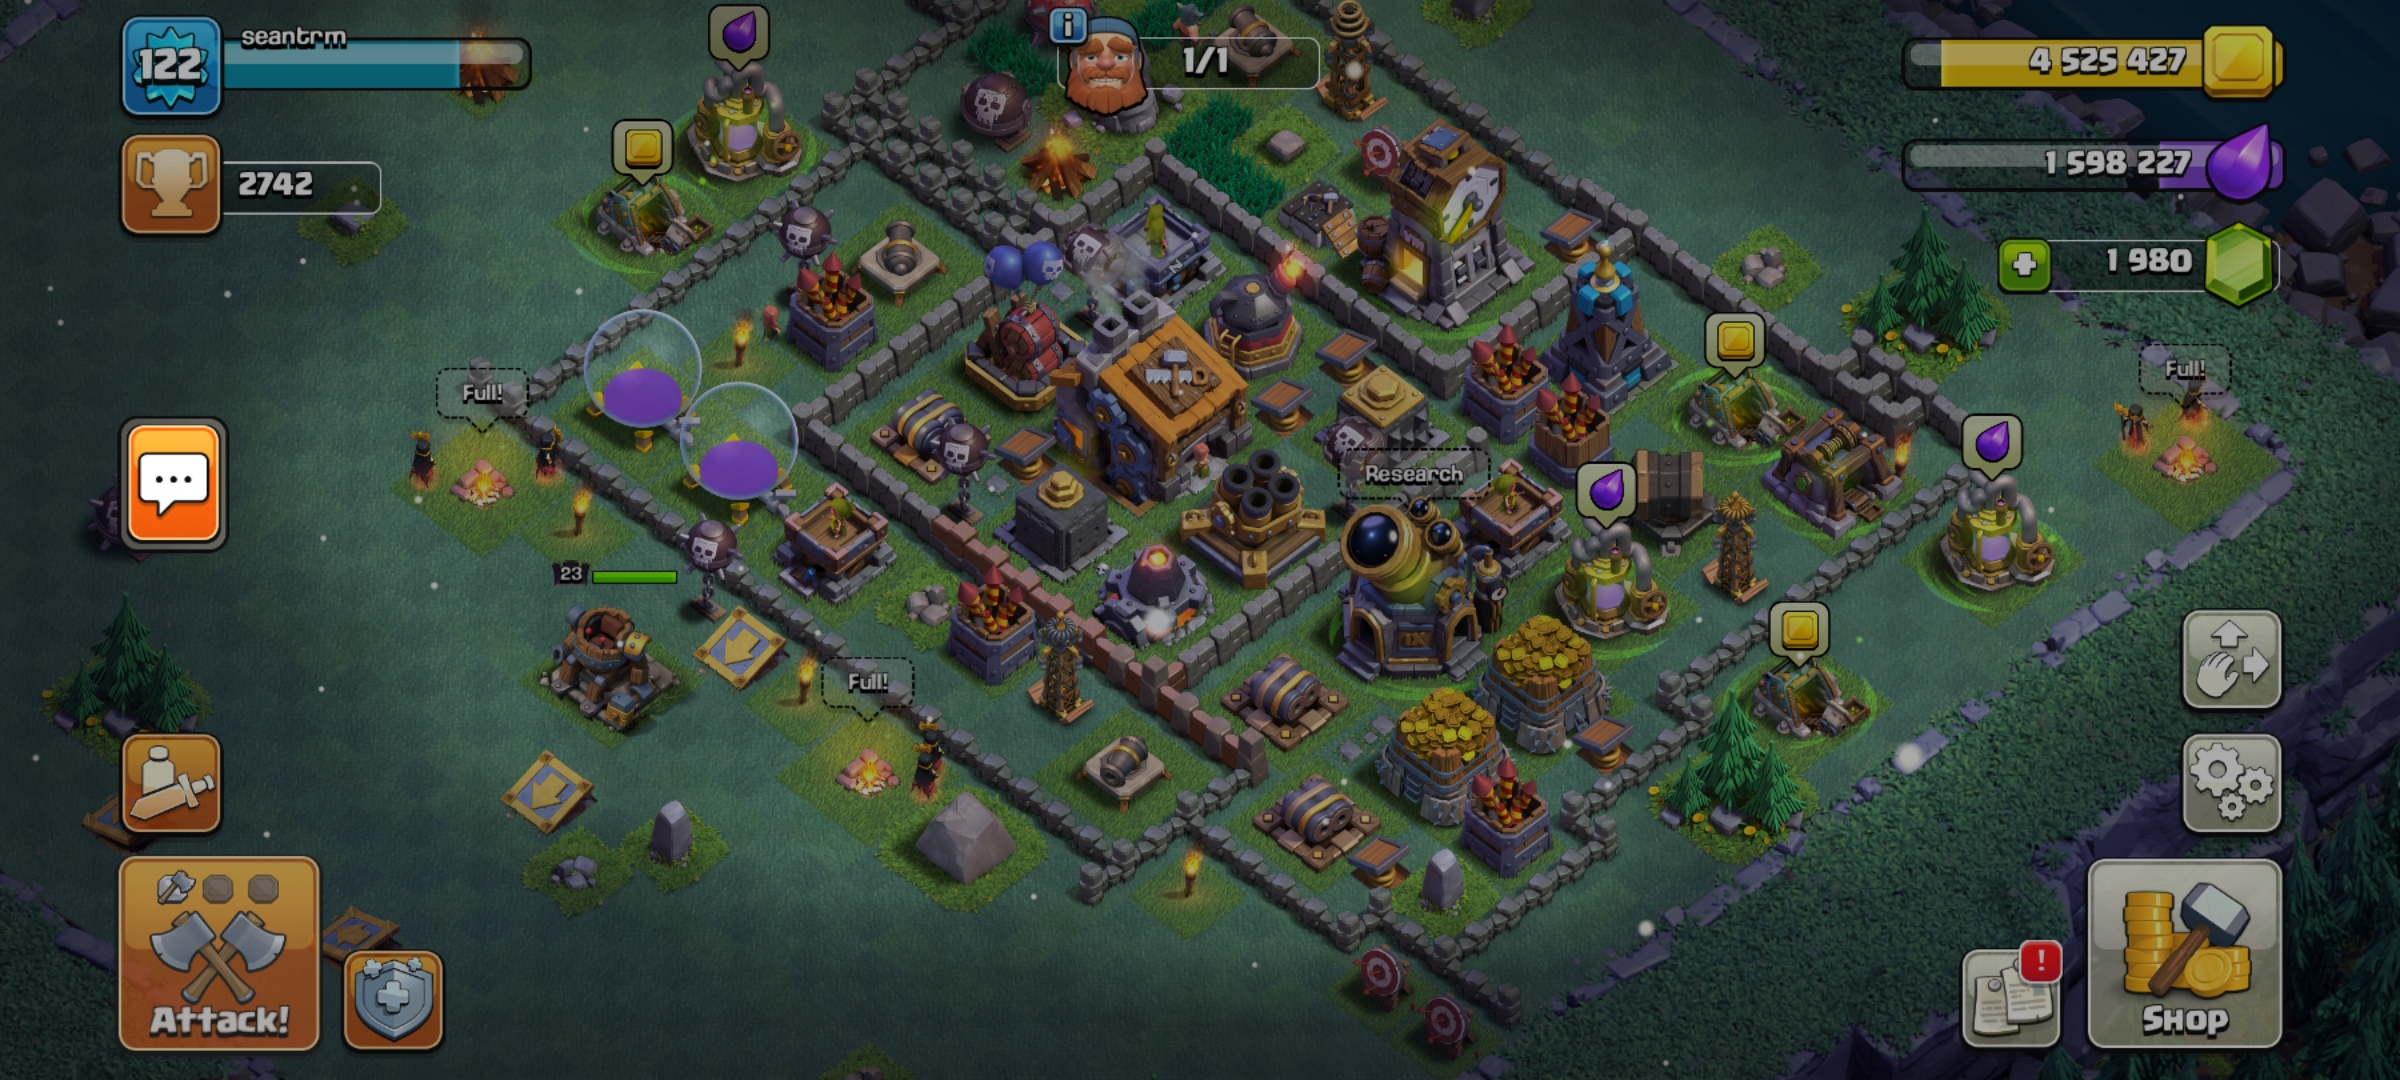 122
seantrm
2742
1/1
4 525 427
1 598 227
1 980
Full!
Full!
Research
23
Full!
Attack!
Shop